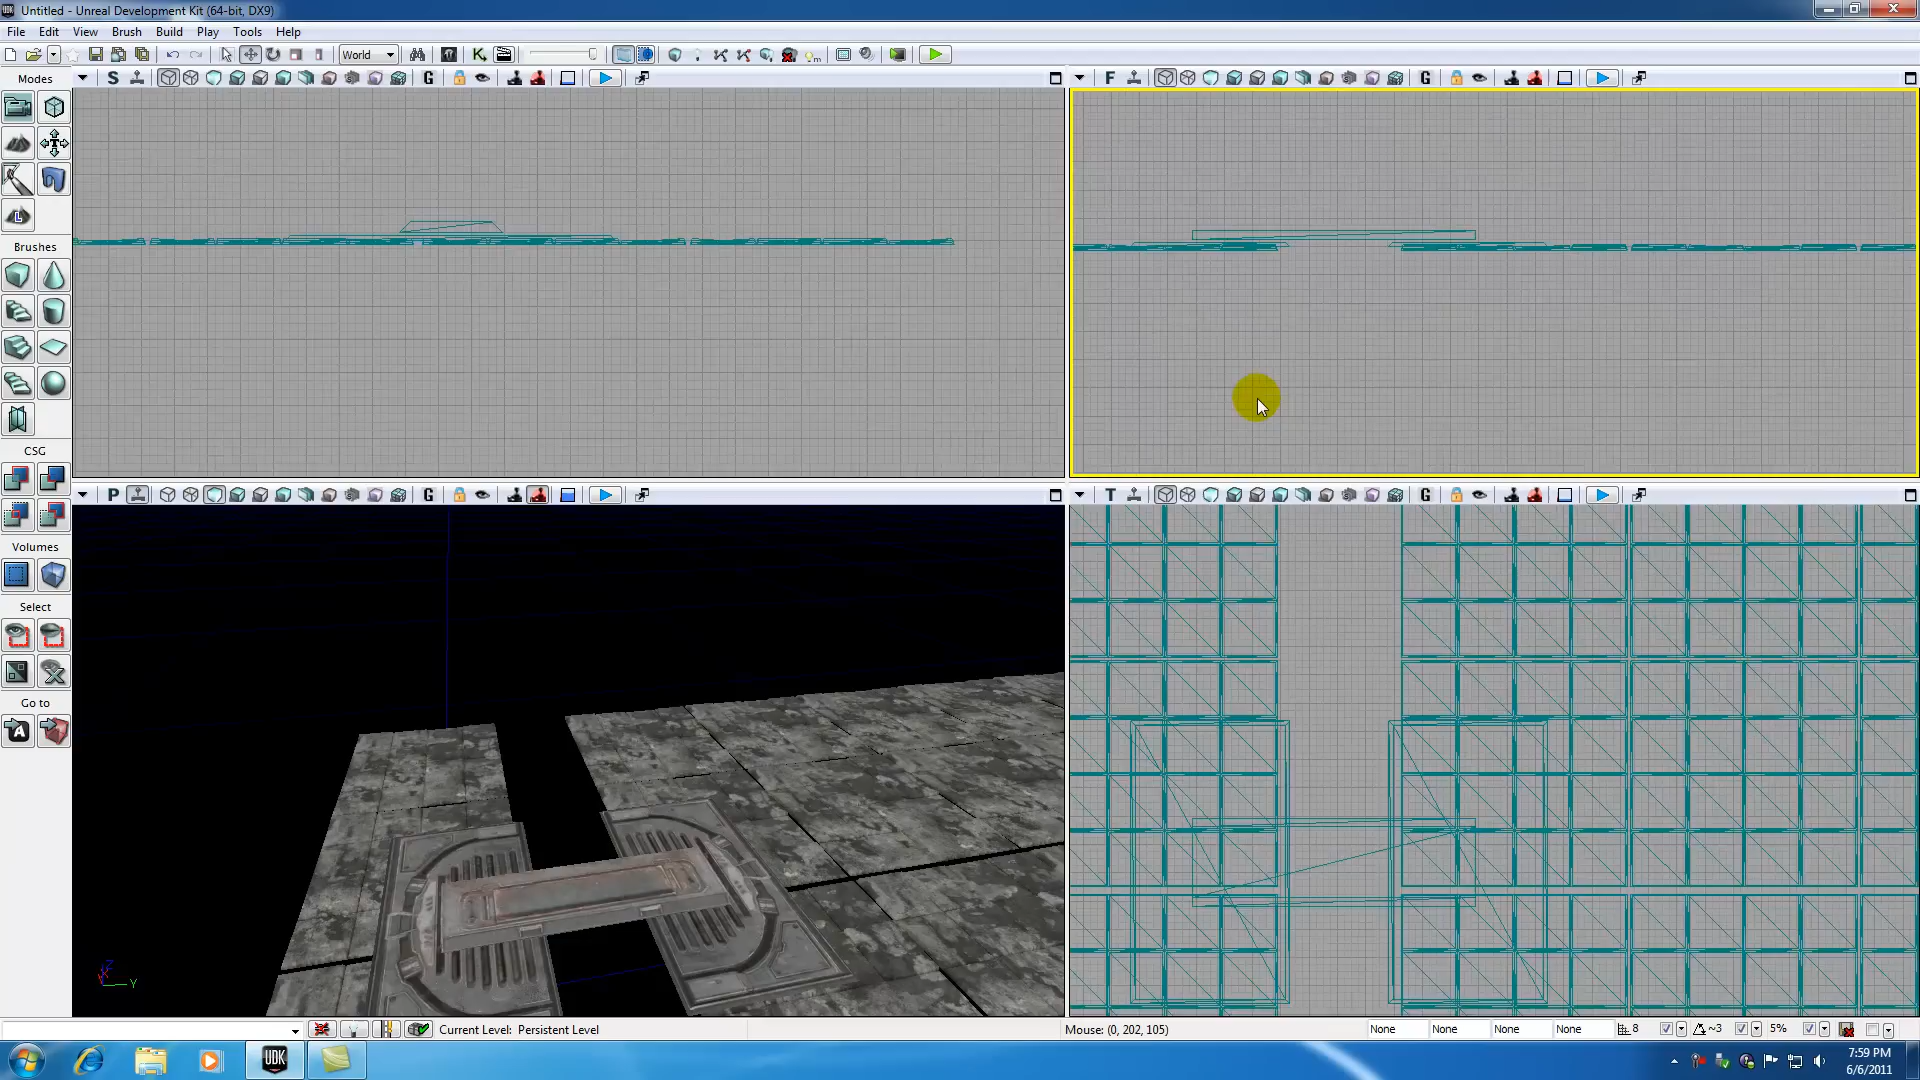 Untitled - Unreal Development Kit (64-bit, DX9)
File Edit View Brush Build Play Tools Help
World
Modes
S G
F G
Brushes
CSG
P G
T G
Volumes
Select
Go to
A
Z
Y
Current Level: Persistent Level
Mouse: (0, 202, 105)
None None None None 8 ~3 5%
UDK
7:59 PM
6/6/2011